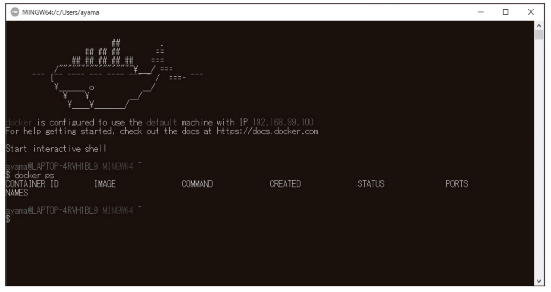 MINGW64:/c/Users/ayama
docker is configured to use the default machine with IP 192.168.99.100
For help getting started, check out the docs at https://docs.docker.com
Start interactive shell
ayama@LAPTOP-4RVHIBL9 MINGW64 ~
$ docker ps
CONTAINER ID IMAGE COMMAND CREATED STATUS PORTS
NAMES
ayama@LAPTOP-4RVHIBL9 MINGW64 ~
$